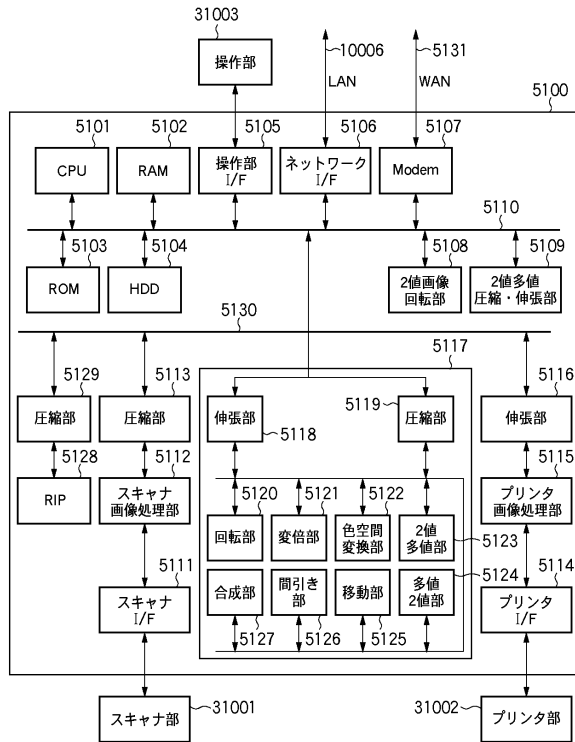 31003
操作部
10006
LAN
5131
WAN
5100
5101
CPU
5102
RAM
5105
操作部
I/F
5106
ネットワーク
I/F
5107
Modem
5110
5103
ROM
5104
HDD
5108
2値画像
回転部
5109
2値多値
圧縮・伸張部
5130
5117
5129
圧縮部
5113
圧縮部
伸張部
5118
5119
圧縮部
5116
伸張部
5128
RIP
5112
スキャナ
画像処理部
5115
プリンタ
画像処理部
5120
回転部
5121
変倍部
5122
色空間
変換部
2値
多値部
5123
5111
スキャナ
I/F
合成部
5127
間引き
部
5126
移動部
5125
5124
多値
2値部
5114
プリンタ
I/F
スキャナ部
31001
31002
プリンタ部